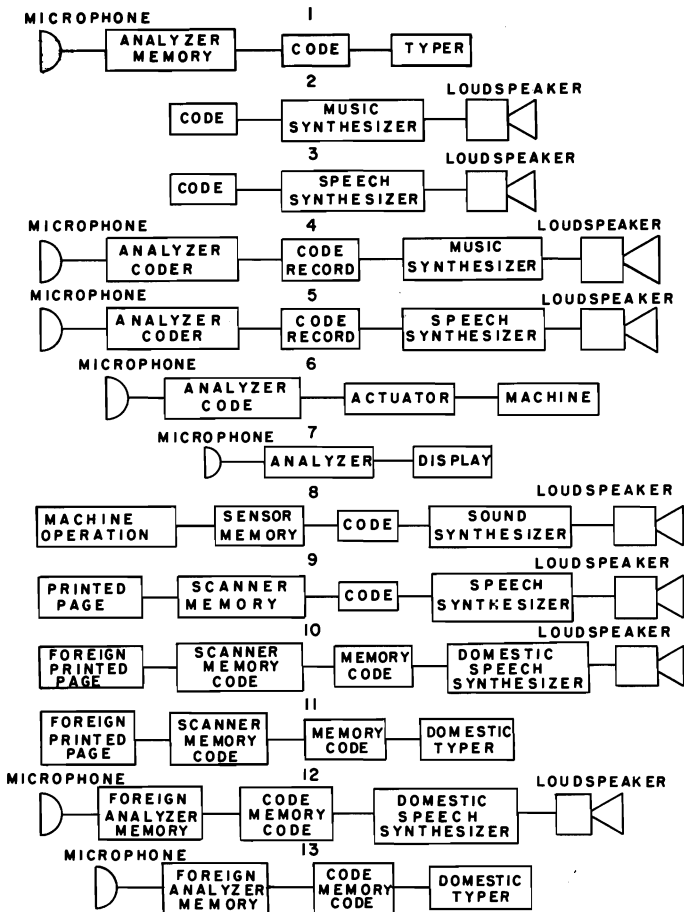 1
MICROPHONE
ANALYZER
MEMORY
CODE
TYPER
2
CODE
MUSIC
SYNTHESIZER
LOUDSPEAKER
3
CODE
SPEECH
SYNTHESIZER
LOUDSPEAKER
4
MICROPHONE
ANALYZER
CODER
CODE
RECORD
MUSIC
SYNTHESIZER
LOUDSPEAKER
5
MICROPHONE
ANALYZER
CODER
CODE
RECORD
SPEECH
SYNTHESIZER
LOUDSPEAKER
6
MICROPHONE
ANALYZER
CODE
ACTUATOR
MACHINE
7
MICROPHONE
ANALYZER
DISPLAY
8
MACHINE
OPERATION
SENSOR
MEMORY
CODE
SOUND
SYNTHESIZER
LOUDSPEAKER
9
PRINTED
PAGE
SCANNER
MEMORY
CODE
SPEECH
SYNTHESIZER
LOUDSPEAKER
10
FOREIGN
PRINTED
PAGE
SCANNER
MEMORY
CODE
MEMORY
CODE
DOMESTIC
SPEECH
SYNTHESIZER
LOUDSPEAKER
11
FOREIGN
PRINTED
PAGE
SCANNER
MEMORY
CODE
MEMORY
CODE
DOMESTIC
TYPER
12
MICROPHONE
FOREIGN
ANALYZER
MEMORY
CODE
MEMORY
CODE
DOMESTIC
SPEECH
SYNTHESIZER
LOUDSPEAKER
13
MICROPHONE
FOREIGN
ANALYZER
MEMORY
CODE
MEMORY
CODE
DOMESTIC
TYPER